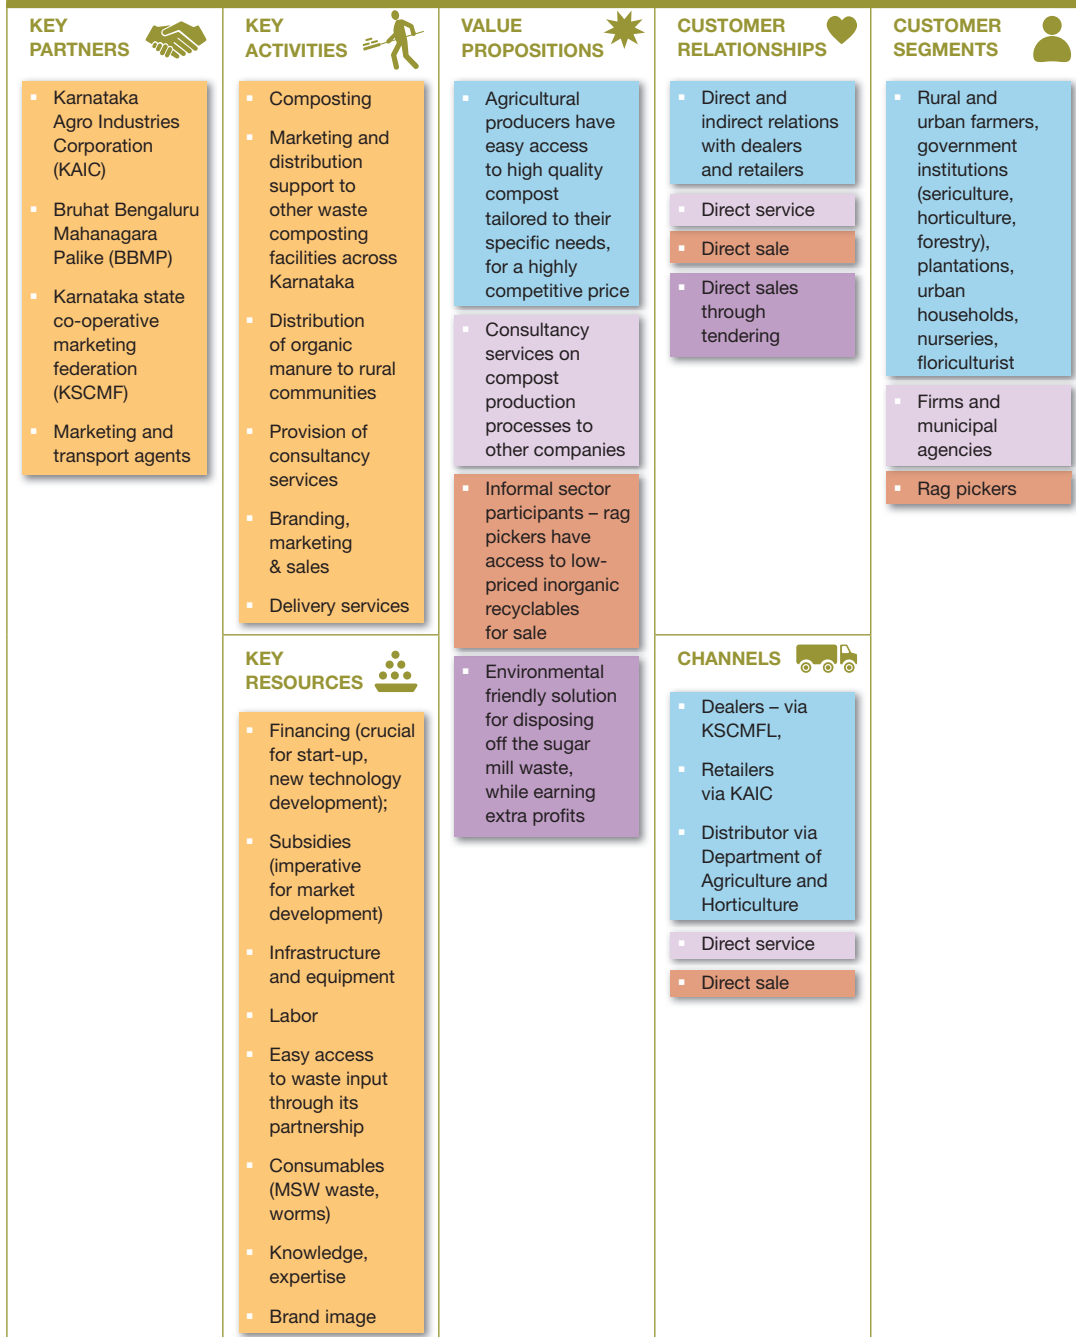 KEY
PARTNERS
Karnataka
Agro Industries
Corporation
(KAIC)
Bruhat Bengaluru
Mahanagara
Palike (BBMP)
Karnataka state
co-operative
marketing
federation
(KSCMF)
Marketing and
transport agents
KEY
ACTIVITIES
Composting
Marketing and
distribution
support to
other waste
composting
facilities across
Karnataka
Distribution
of organic
manure to rural
communities
Provision of
consultancy
services
Branding,
marketing
& sales
Delivery services
KEY
RESOURCES
Financing (crucial
for start-up,
new technology
development);
Subsidies
(imperative
for market
development)
Infrastructure
and equipment
Labor
Easy access
to waste input
through its
partnership
Consumables
(MSW waste,
worms)
Knowledge,
expertise
Brand image
VALUE
PROPOSITIONS
Agricultural
producers have
easy access
to high quality
compost
tailored to their
specific needs,
for a highly
competitive price
Consultancy
services on
compost
production
processes to
other companies
Informal sector
participants – rag
pickers have
access to low-
priced inorganic
recyclables
for sale
Environmental
friendly solution
for disposing
off the sugar
mill waste,
while earning
extra profits
CUSTOMER
RELATIONSHIPS
Direct and
indirect relations
with dealers
and retailers
Direct service
Direct sale
Direct sales
through
tendering
CHANNELS
Dealers – via
KSCMFL,
Retailers
via KAIC
Distributor via
Department of
Agriculture and
Horticulture
Direct service
Direct sale
CUSTOMER
SEGMENTS
Rural and
urban farmers,
government
institutions
(sericulture,
horticulture,
forestry),
plantations,
urban
households,
nurseries,
floriculturist
Firms and
municipal
agencies
Rag pickers